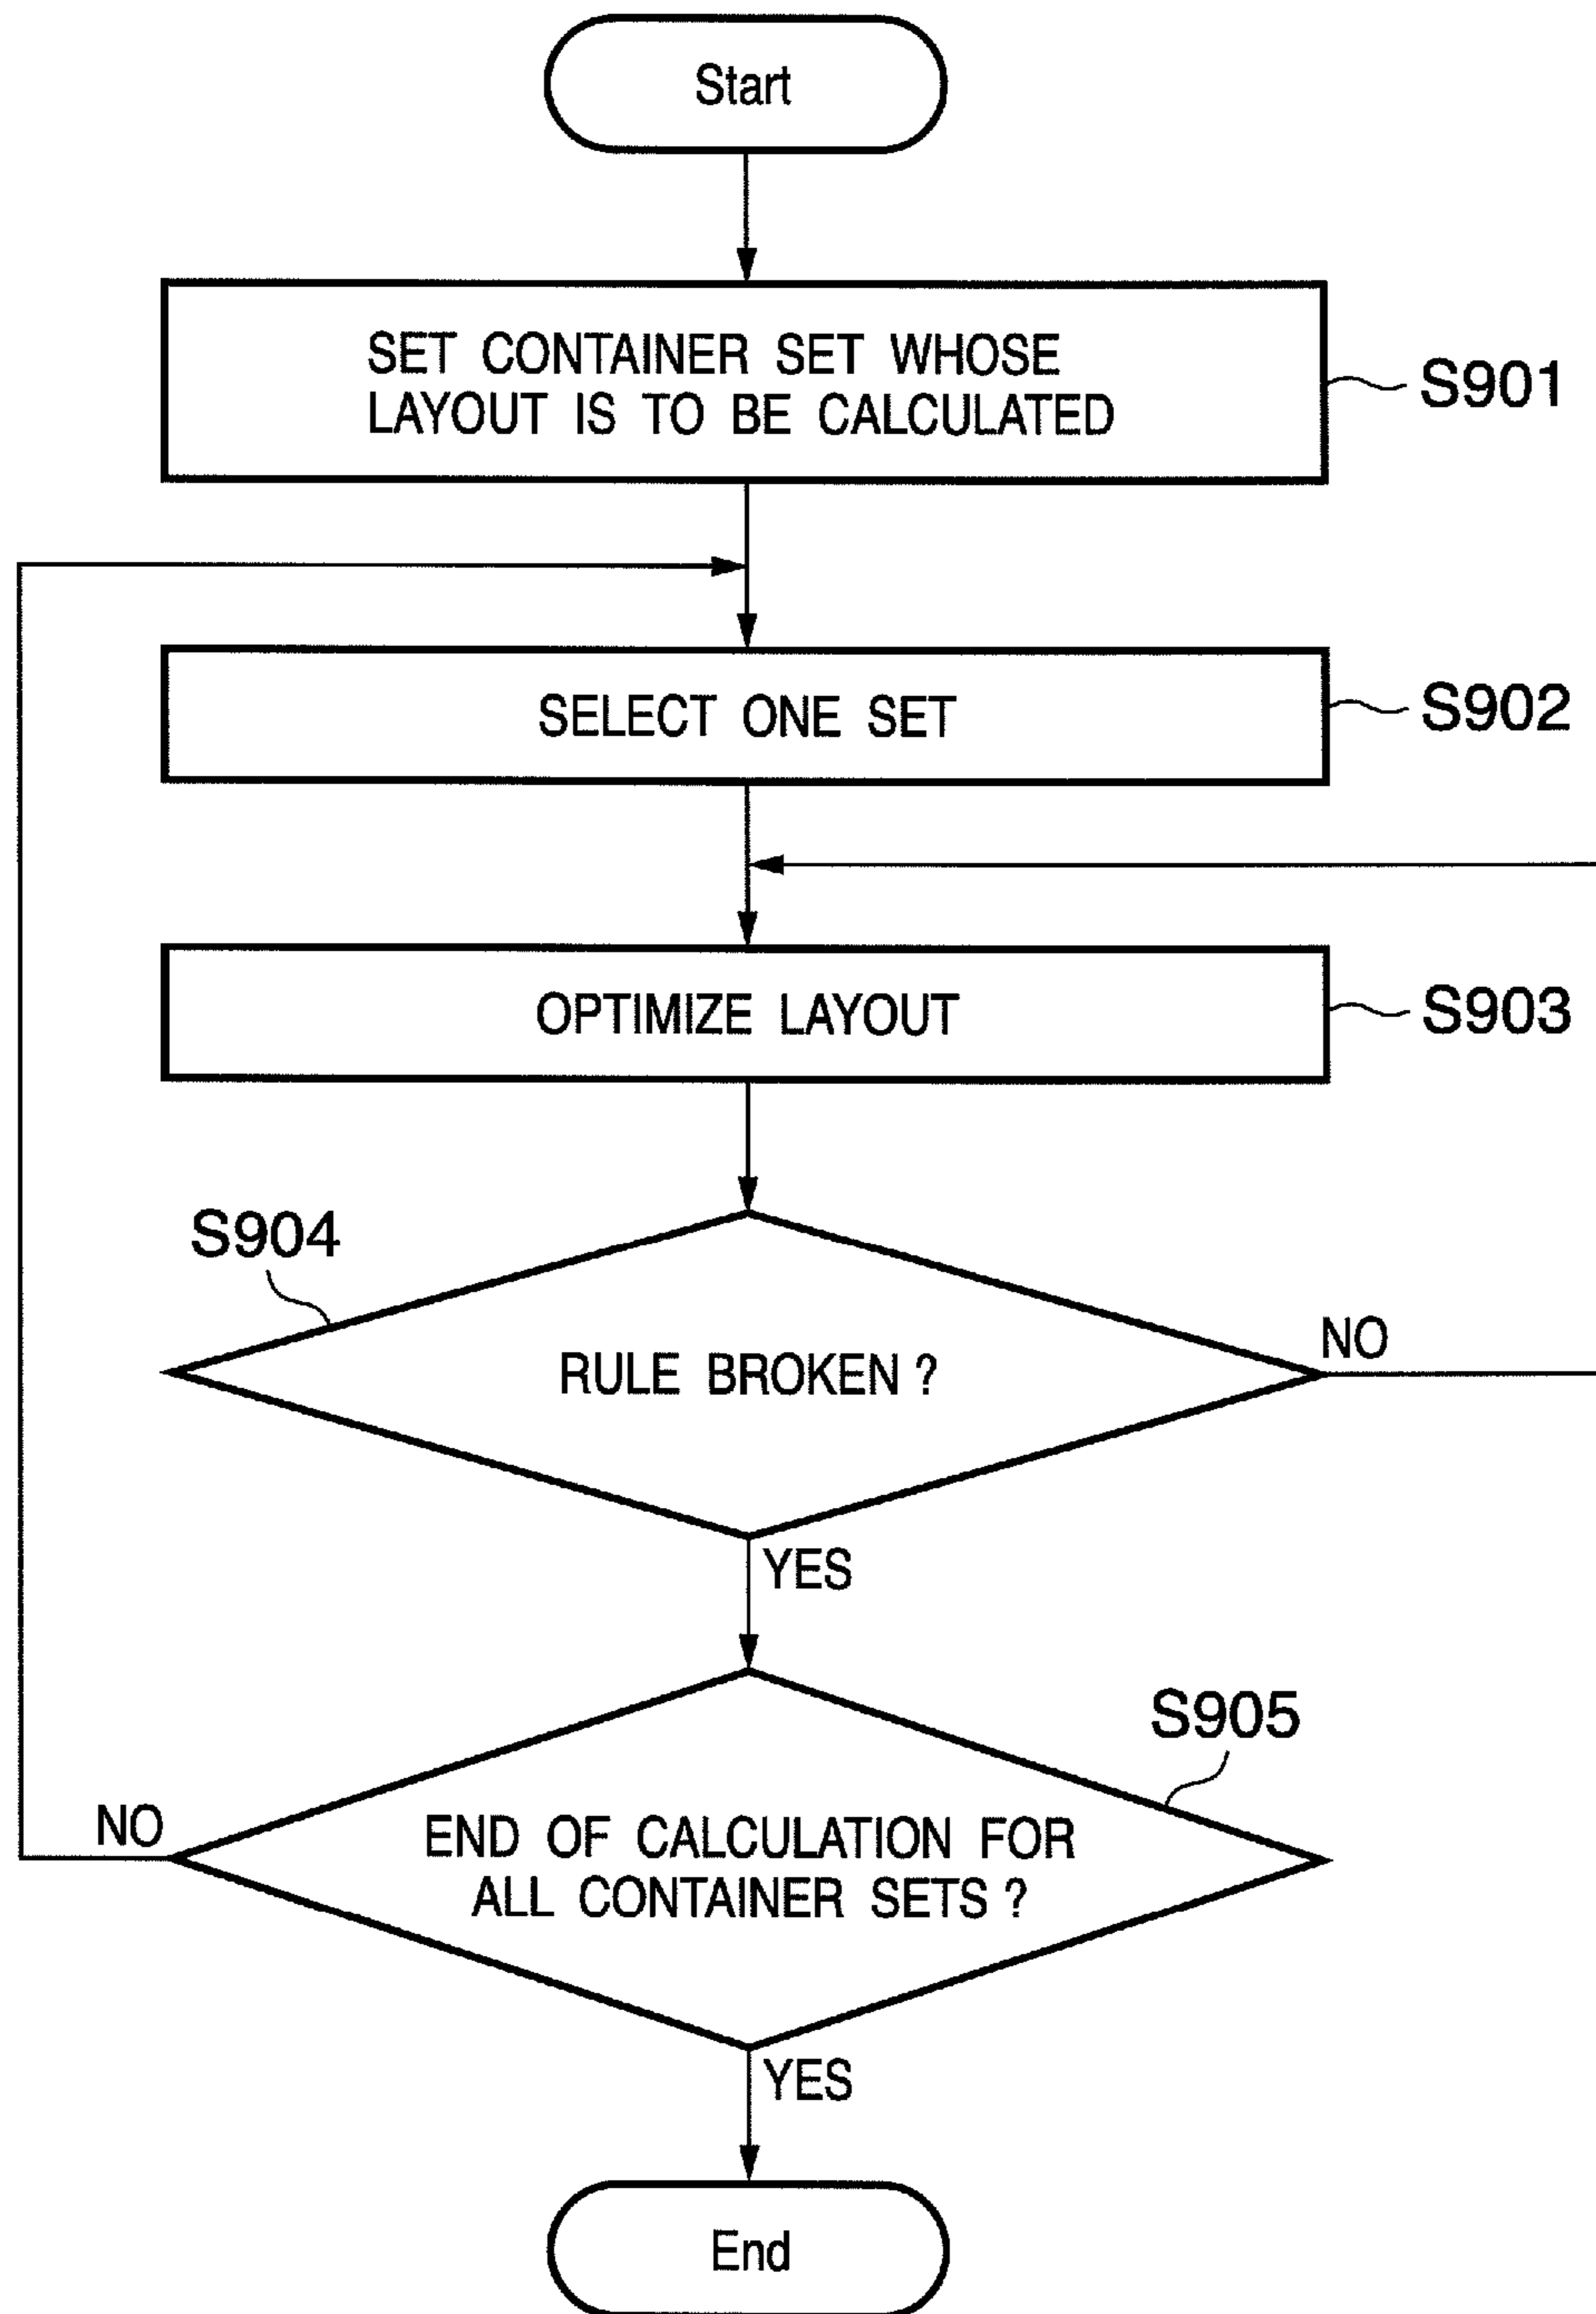 Start
SET CONTAINER SET WHOSE
LAYOUT IS TO BE CALCULATED
S901
SELECT ONE SET
S902
OPTIMIZE LAYOUT
S903
S904
RULE BROKEN ?
NO
YES
S905
END OF CALCULATION FOR
ALL CONTAINER SETS ?
NO
YES
End